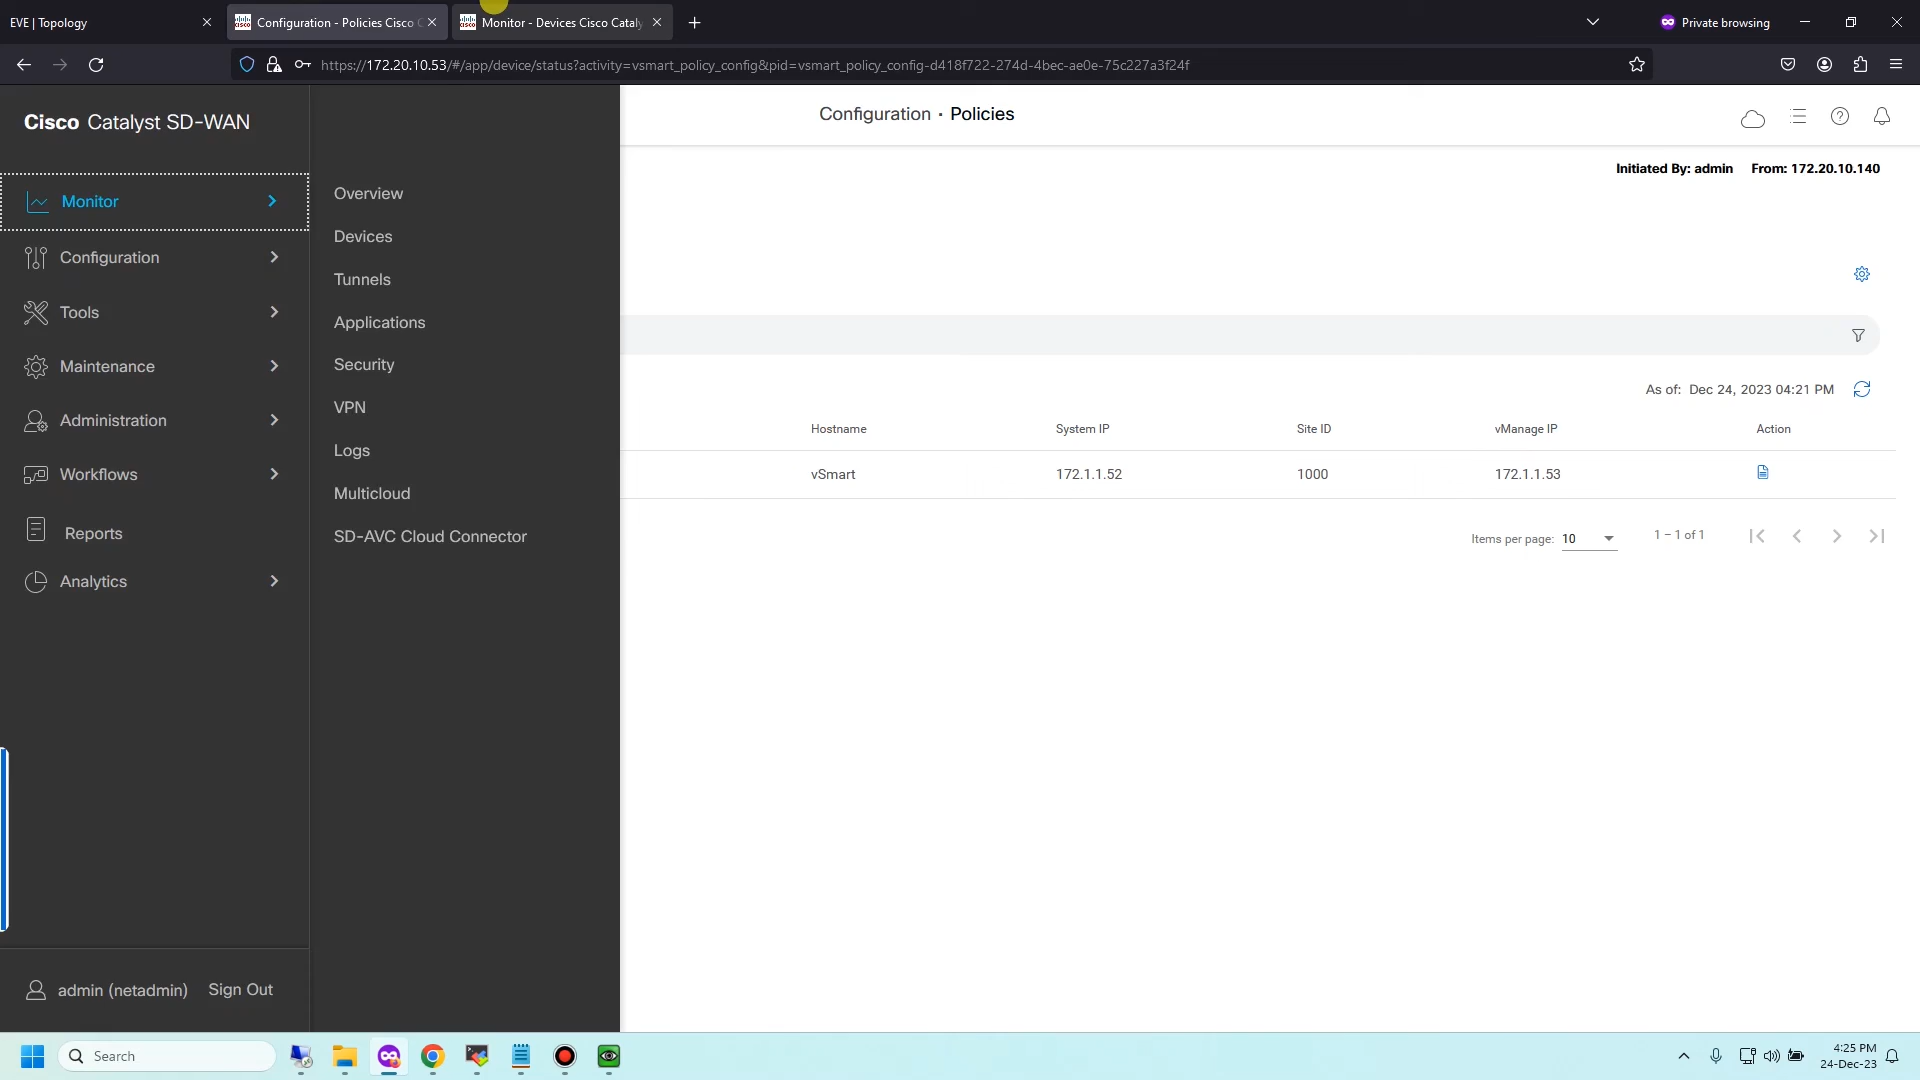 EVE | Topology
Configuration - Policies Cisco C
Monitor - Devices Cisco Cataly
Private browsing
https://172.20.10.53/#/app/device/status?activity=vsmart_policy_config&pid=vsmart_policy_config-d418f722-274d-4bec-ae0e-75c227a3f24f
Cisco Catalyst SD-WAN
Configuration · Policies
Initiated By: admin From: 172.20.10.140
Monitor
Configuration
Tools
Maintenance
Administration
Workflows
Reports
Analytics
Overview
Devices
Tunnels
Applications
Security
VPN
Logs
Multicloud
SD-AVC Cloud Connector
As of: Dec 24, 2023 04:21 PM
Hostname System IP Site ID vManage IP Action
vSmart 172.1.1.52 1000 172.1.1.53
Items per page: 10 1 – 1 of 1
admin (netadmin) Sign Out
Search
4:25 PM
24-Dec-23